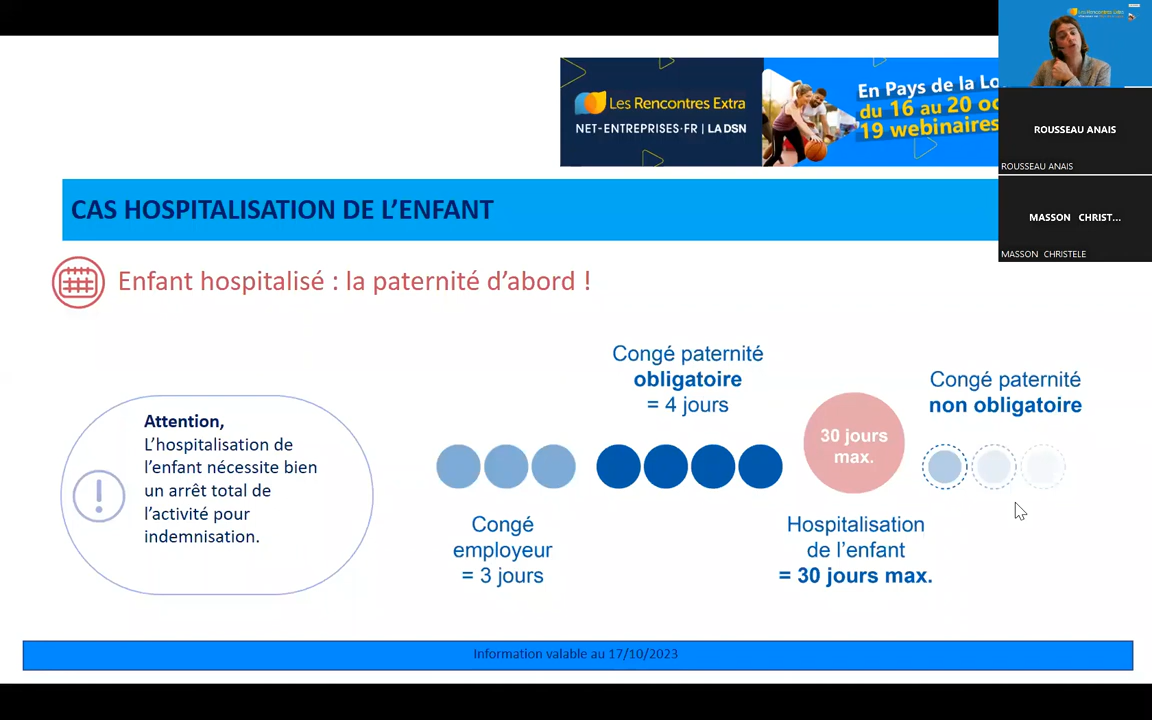 Les Rencontres Extra
NET-ENTREPRISES·FR | LA DSN
En Pays de la Lo
du 16 au 20 oc
19 webinaires
ROUSSEAU ANAIS
ROUSSEAU ANAIS
MASSON CHRIST...
MASSON CHRISTELE
CAS HOSPITALISATION DE L'ENFANT
Enfant hospitalisé : la paternité d'abord !
Attention,
L'hospitalisation de
l'enfant nécessite bien
un arrêt total de
l'activité pour
indemnisation.
Congé paternité
obligatoire
= 4 jours
Congé paternité
non obligatoire
30 jours
max.
Congé
employeur
= 3 jours
Hospitalisation
de l'enfant
= 30 jours max.
Information valable au 17/10/2023